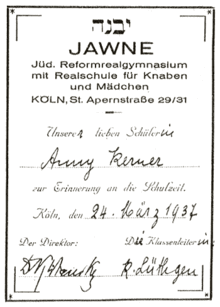 יבנה
JAWNE
Jüd. Reformrealgymnasium
mit Realschule für Knaben
und Mädchen
KÖLN, St. Apernstraße 29/31
Unserer lieben Schülerin
Anny Kerner
zur Erinnerung an die Schulzeit.
Köln, den 24. März 1937
Der Direktor: Die Klassenleiterin:
R. Lüthgen